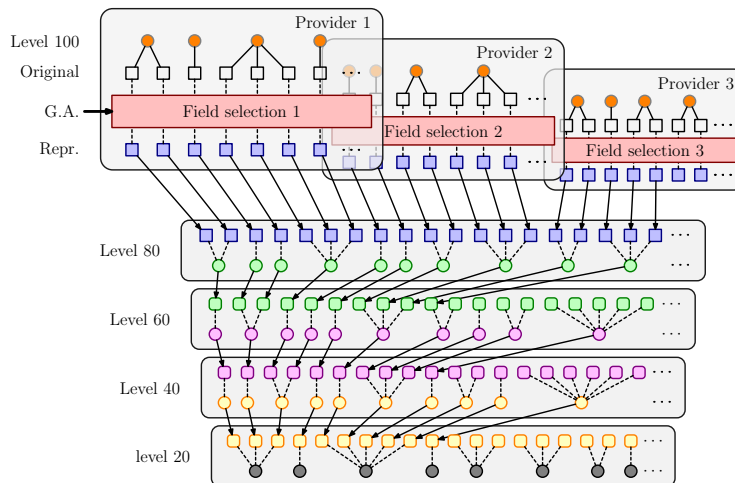 Provider 1
Level 100
Provider 2
Original
Provider 3
G.A.
Field selection 1
Field selection 2
Repr.
Field selection 3
Level 80
Level 60
Level 40
level 20